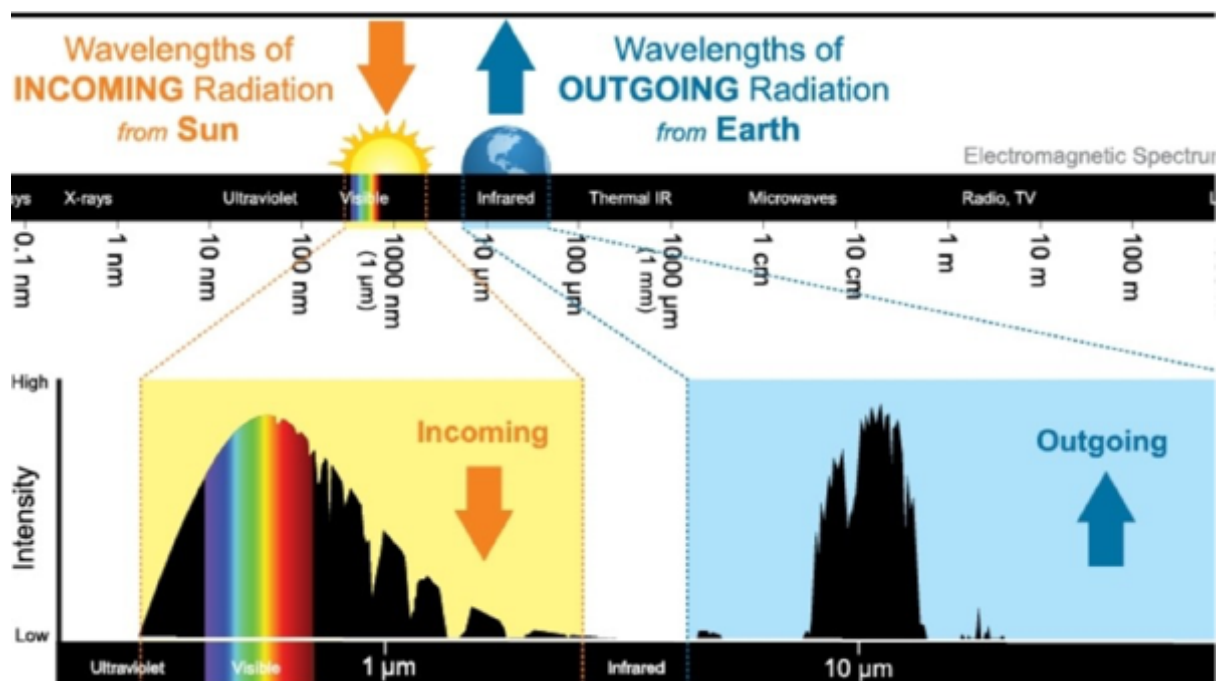 Wavelengths of
INCOMING Radiation
from Sun
Wavelengths of
OUTGOING Radiation
from Earth
Electromagnetic Spectru
ys X-rays Ultraviolet Visible Infrared Thermal IR Microwaves Radio, TV L
0.1 nm 1 nm 10 nm 100 nm 1000 nm 10 µm 100 µm 1000 µm 1 cm 10 cm 1 m 10 m 100 m
(1 µm) (1 mm)
High
Incoming
Outgoing
Intensity
Low
Ultraviolet Visible 1 µm Infrared 10 µm